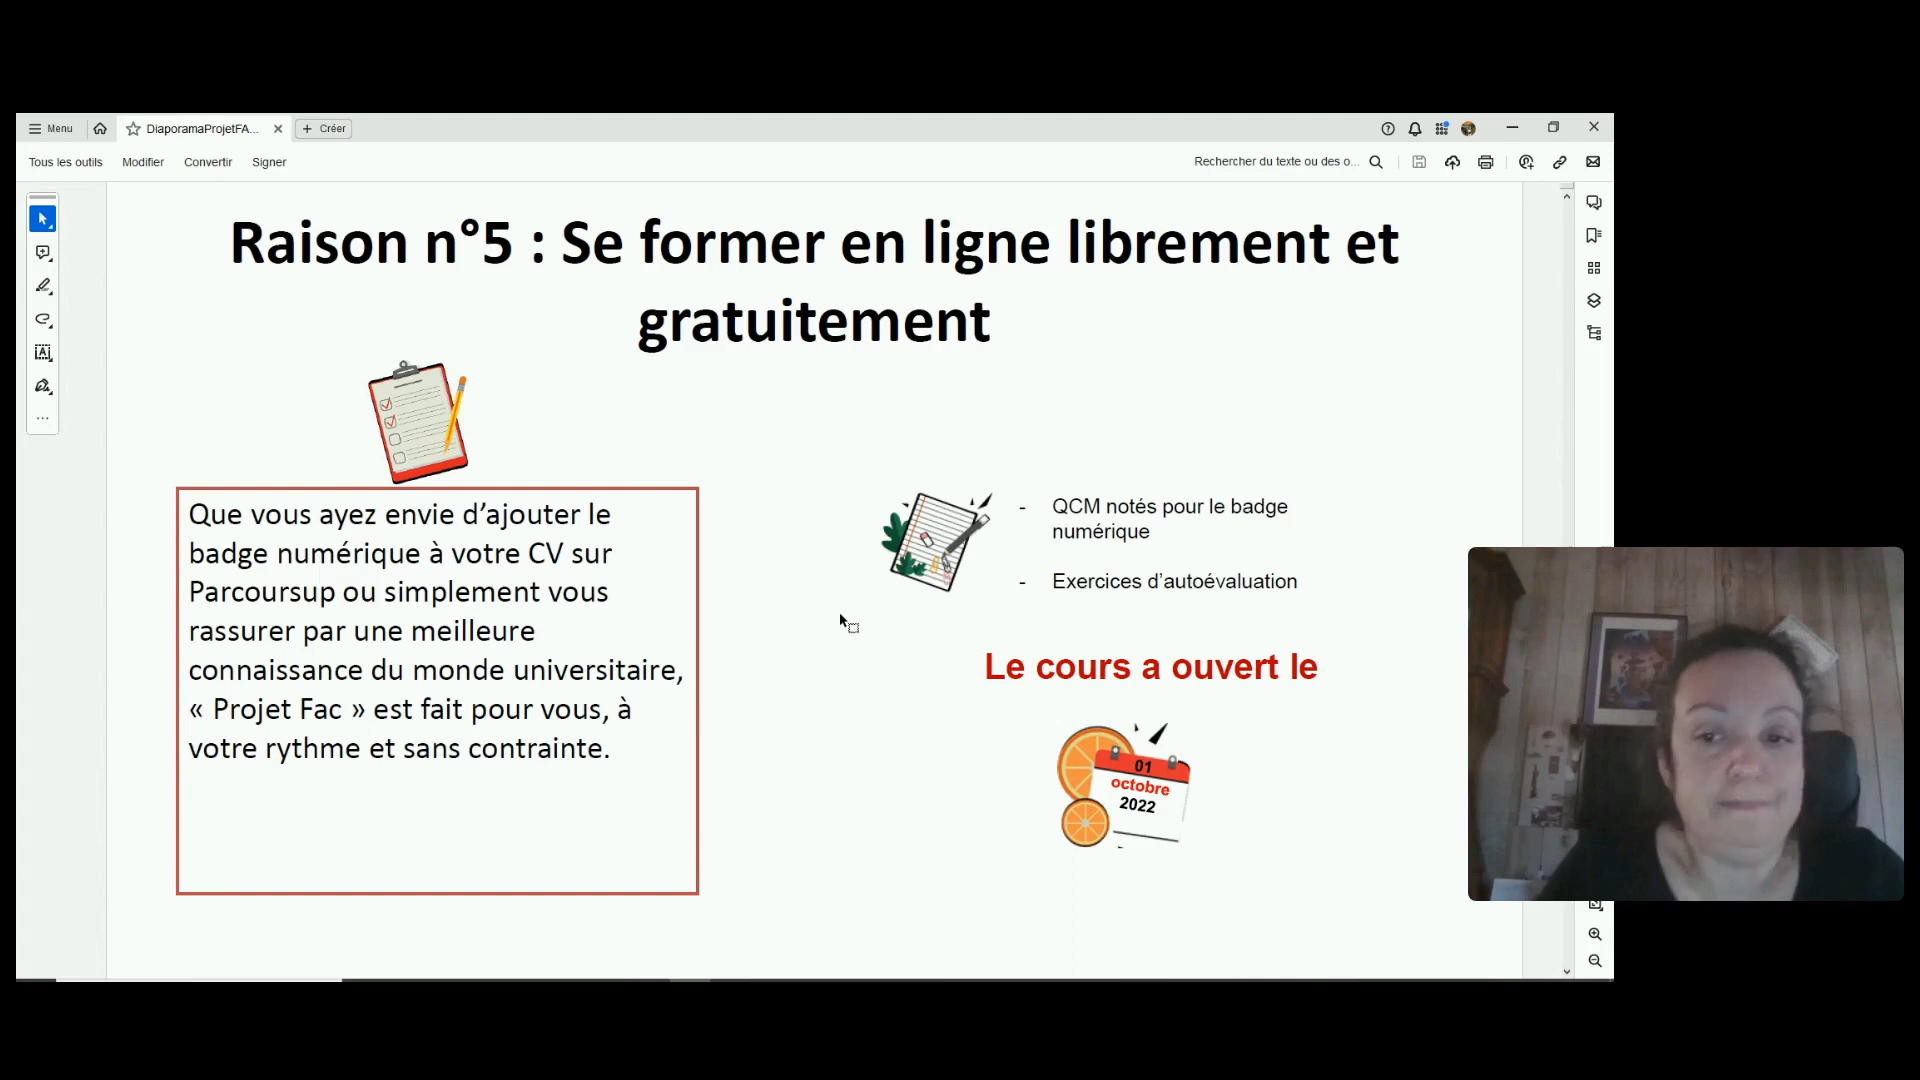 Menu
DiaporamaProjetFA...
Créer
Tous les outils
Modifier
Convertir
Signer
Rechercher du texte ou des o...
Raison n°5 : Se former en ligne librement et
gratuitement
Que vous ayez envie d’ajouter le
badge numérique à votre CV sur
Parcoursup ou simplement vous
rassurer par une meilleure
connaissance du monde universitaire,
« Projet Fac » est fait pour vous, à
votre rythme et sans contrainte.
- QCM notés pour le badge
numérique
- Exercices d’autoévaluation
Le cours a ouvert le
01
octobre
2022